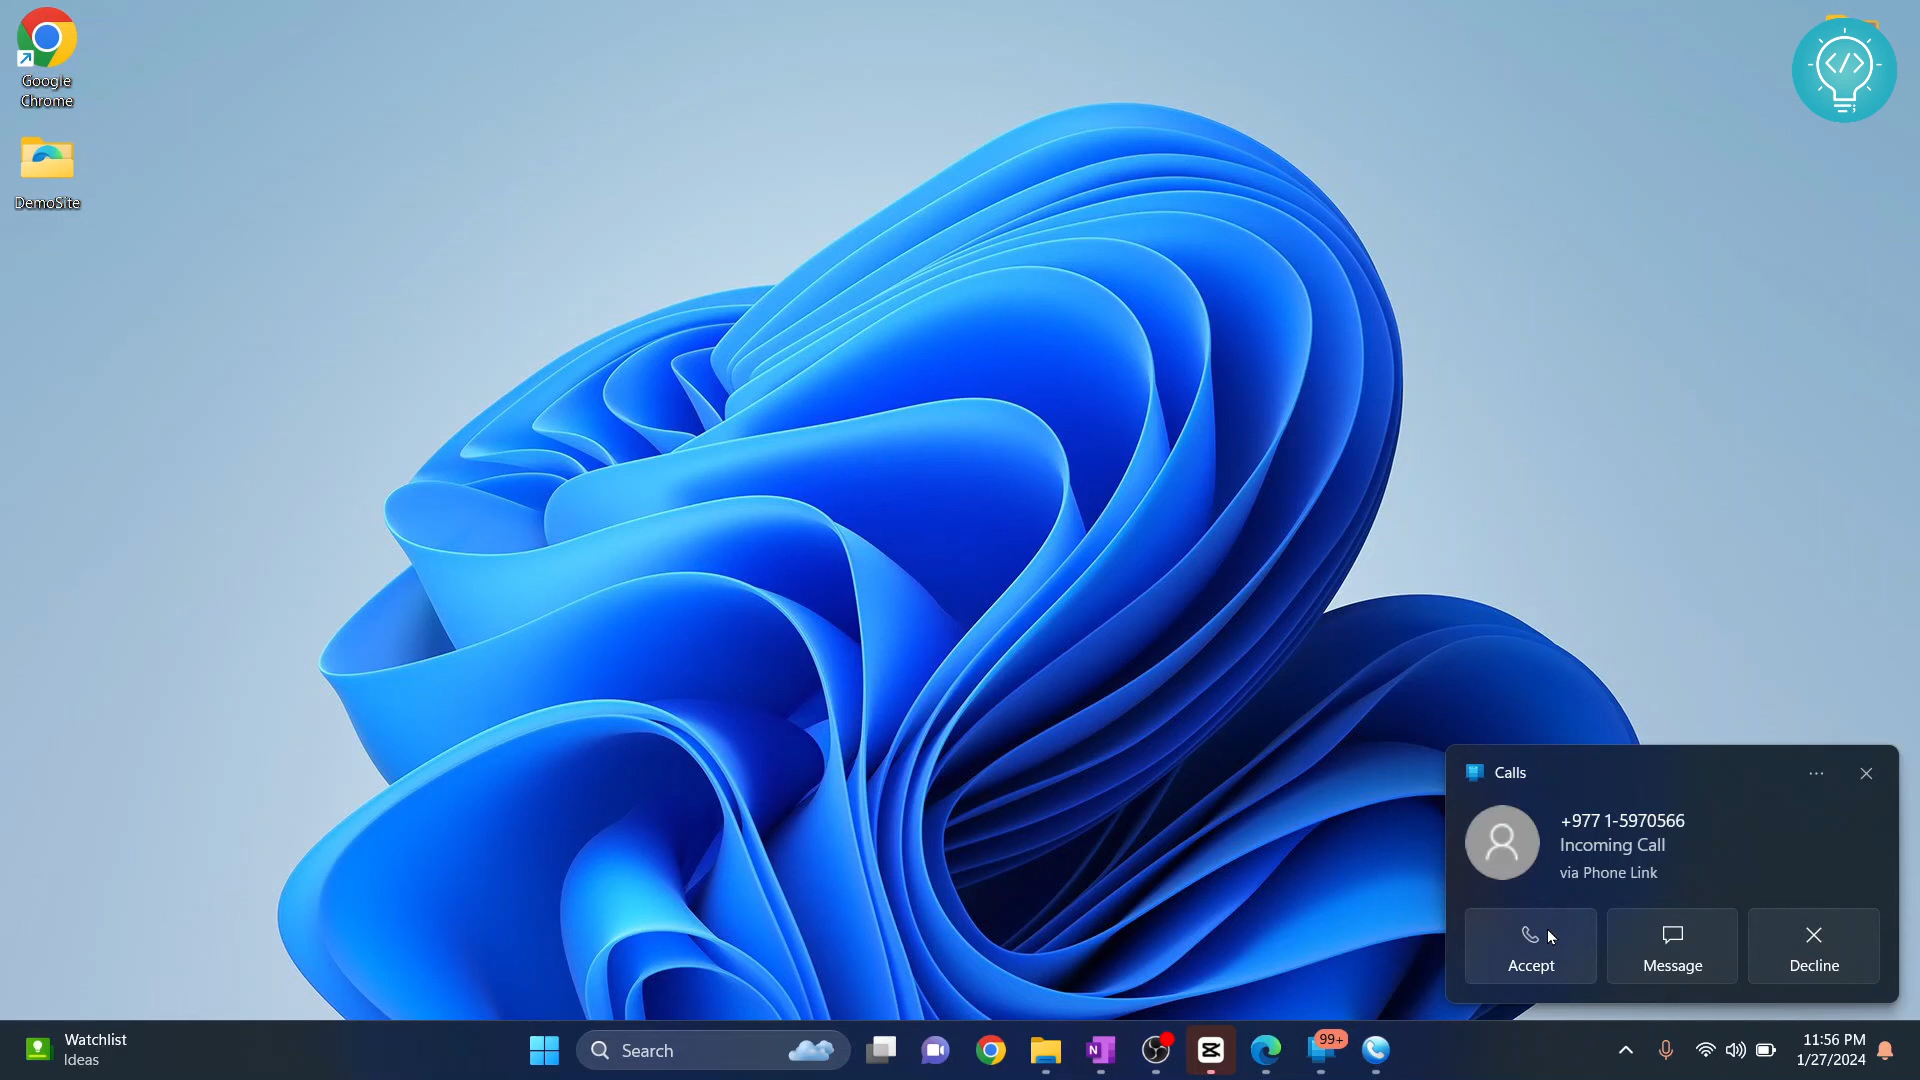 Google
Chrome
DemoSite
</>
Calls
+977 1-5970566
Incoming Call
via Phone Link
Accept
Message
Decline
Watchlist
Ideas
Search
N
99+
11:56 PM
1/27/2024